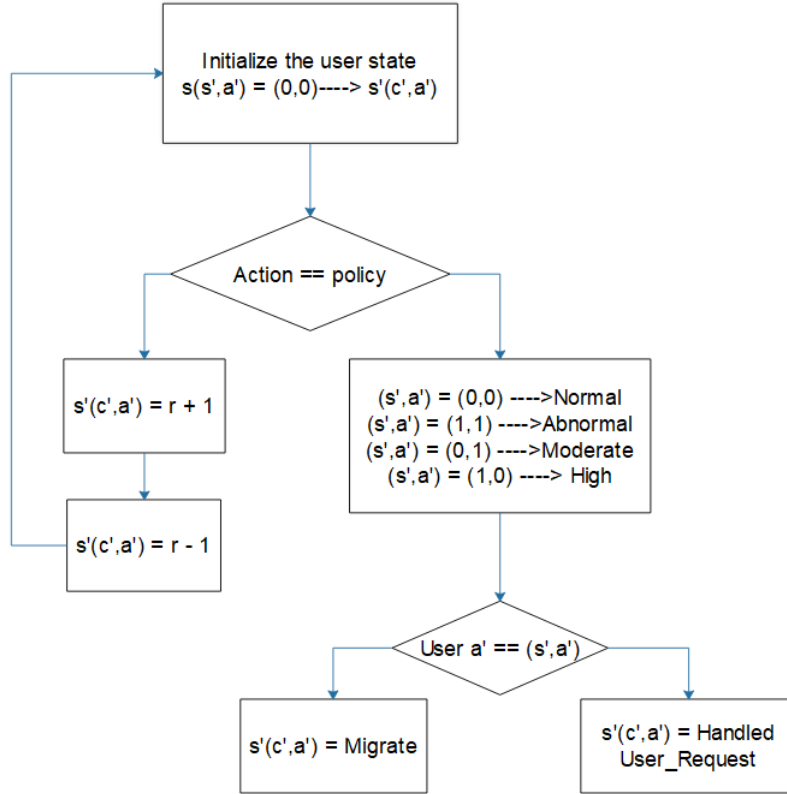 Initialize the user state
s(s',a') = (0,0)----> s'(c',a')
Action == policy
s'(c',a') = r + 1
s'(c',a') = r - 1
(s',a') = (0,0) ---->Normal
(s',a') = (1,1) ---->Abnormal
(s',a') = (0,1) ---->Moderate
(s',a') = (1,0) ----> High
User a' == (s',a')
s'(c',a') = Migrate
s'(c',a') = Handled
User_Request